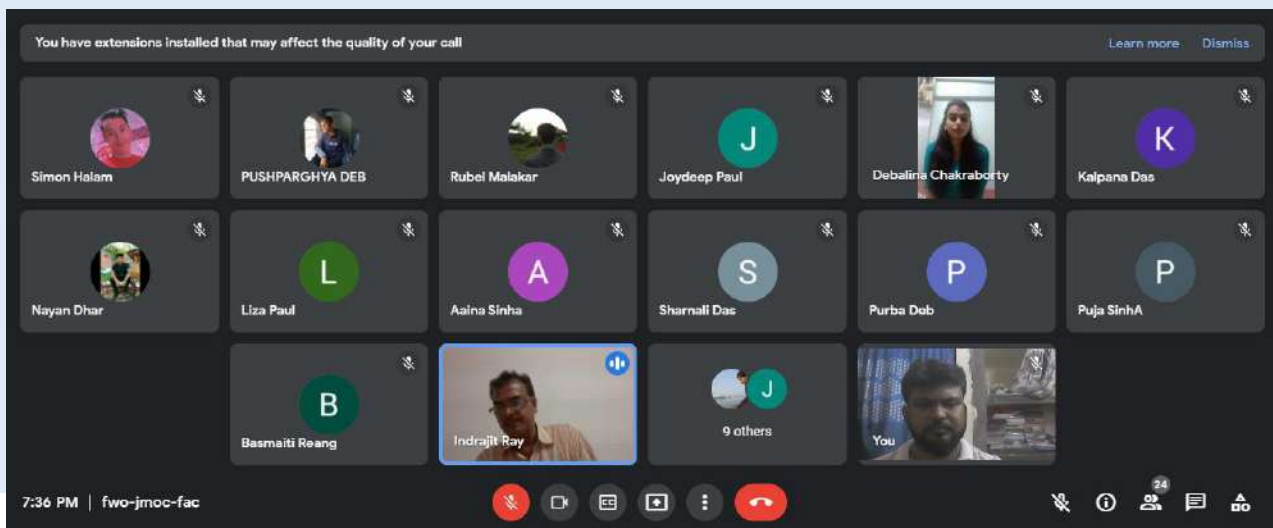 You have extensions installed that may affect the quality of your call
Learn more Dismiss
Simon Halam
PUSHPARGHYA DEB
Rubel Malakar
J
Joydeep Paul
Debalina Chakraborty
K
Kalpana Das
Nayan Dhar
L
Liza Paul
A
Aaina Sinha
S
Sharnali Das
P
Purba Deb
P
Puja SinhA
B
Basmaiti Reang
Indrajit Ray
J
9 others
You
7:36 PM | fwo-jmoc-fac
CC
24